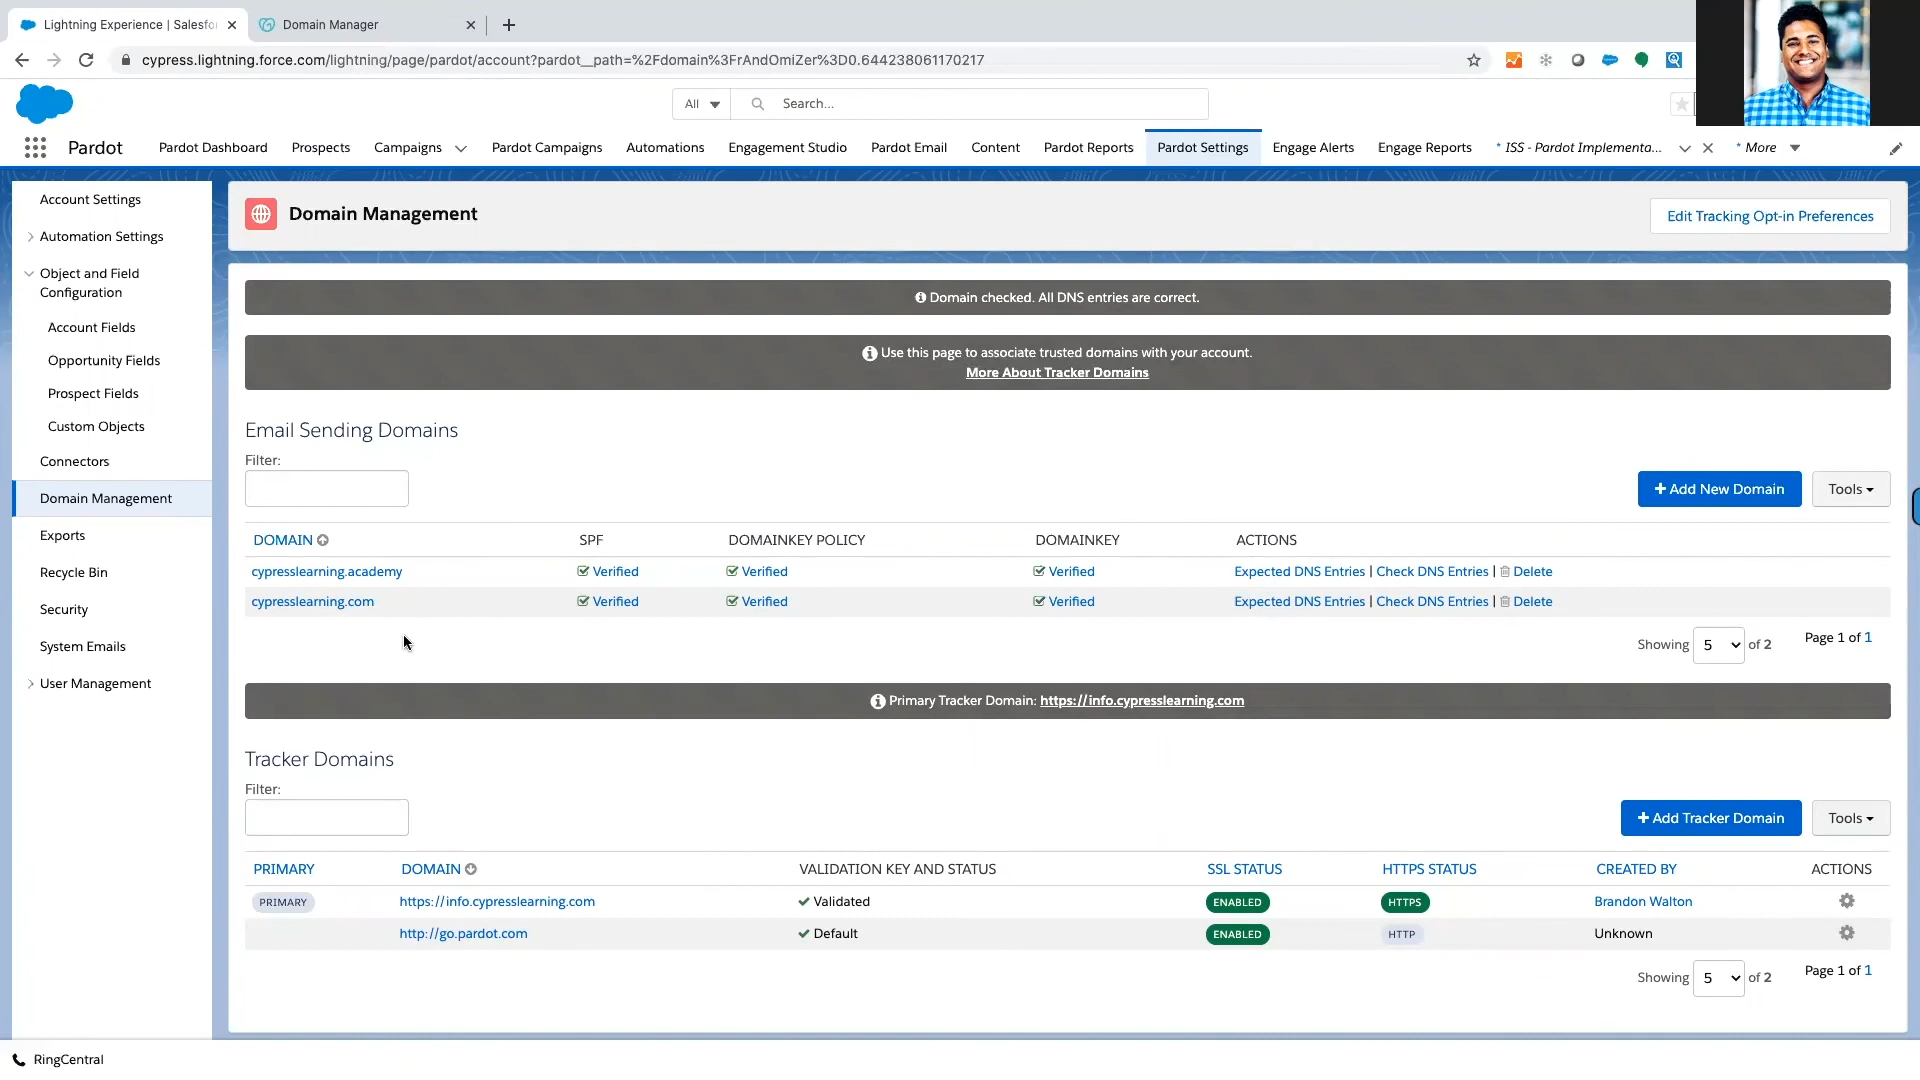 Lightning Experience | Salesfo
Domain Manager
cypress.lightning.force.com/lightning/page/pardot/account?pardot__path=%2Fdomain%3FrAndOmiZer%3D0.644238061170217
All
Search...
Pardot
Pardot Dashboard
Prospects
Campaigns
Pardot Campaigns
Automations
Engagement Studio
Pardot Email
Content
Pardot Reports
Pardot Settings
Engage Alerts
Engage Reports
* ISS - Pardot Implementa...
* More
Account Settings
Automation Settings
Object and Field
Configuration
Account Fields
Opportunity Fields
Prospect Fields
Custom Objects
Connectors
Domain Management
Exports
Recycle Bin
Security
System Emails
User Management
Domain Management
Edit Tracking Opt-in Preferences
Domain checked. All DNS entries are correct.
Use this page to associate trusted domains with your account.
More About Tracker Domains
Email Sending Domains
Filter:
+ Add New Domain
Tools
DOMAIN SPF DOMAINKEY POLICY DOMAINKEY ACTIONS
cypresslearning.academy Verified Verified Verified Expected DNS Entries | Check DNS Entries | Delete
cypresslearning.com Verified Verified Verified Expected DNS Entries | Check DNS Entries | Delete
Showing 5 of 2 Page 1 of 1
Primary Tracker Domain: https://info.cypresslearning.com
Tracker Domains
Filter:
+ Add Tracker Domain
Tools
PRIMARY DOMAIN VALIDATION KEY AND STATUS SSL STATUS HTTPS STATUS CREATED BY ACTIONS
PRIMARY https://info.cypresslearning.com Validated ENABLED HTTPS Brandon Walton
http://go.pardot.com Default ENABLED HTTP Unknown
Showing 5 of 2 Page 1 of 1
RingCentral